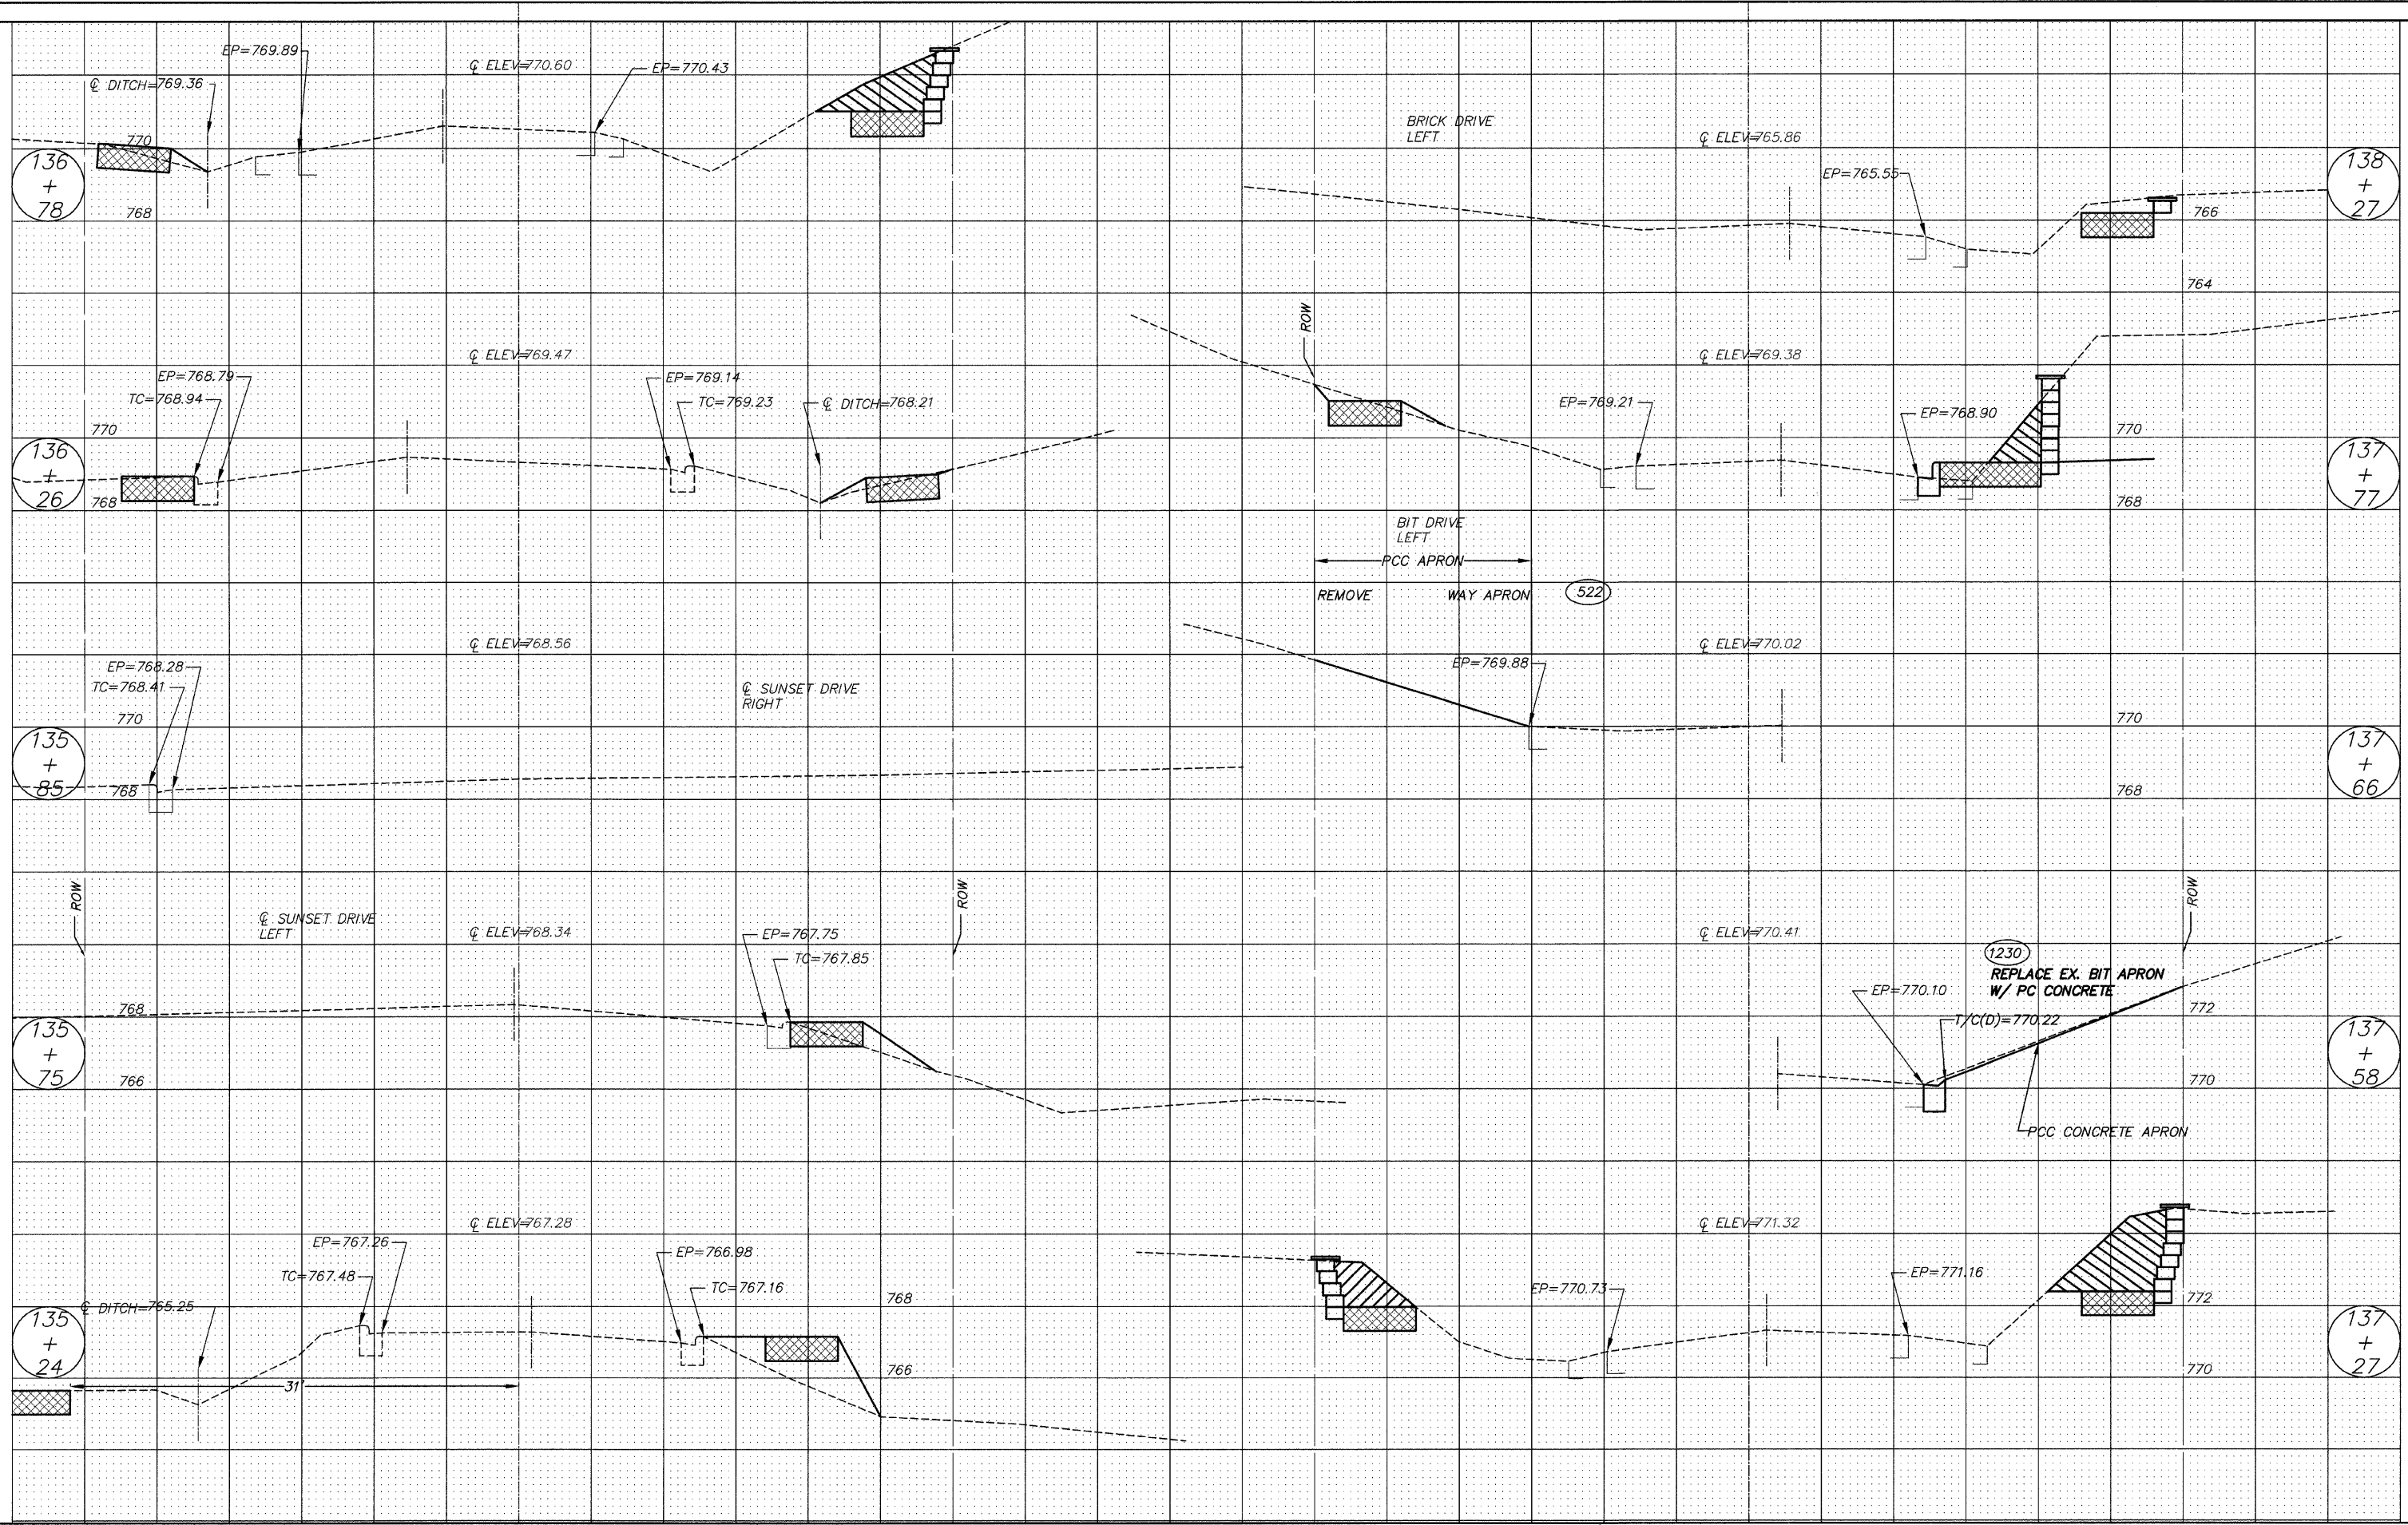 EP=769.89
℄ ELEV=770.60
EP=770.43
℄ DITCH=769.36
770
136
+
78
768
EP=768.79
TC=768.94
℄ ELEV=769.47
EP=769.14
TC=769.23
℄ DITCH=768.21
770
136
+
26
768
EP=768.28
TC=768.41
℄ ELEV=768.56
℄ SUNSET DRIVE
RIGHT
770
135
+
85
768
ROW
℄ SUNSET DRIVE
LEFT
℄ ELEV=768.34
EP=767.75
TC=767.85
ROW
768
135
+
75
766
℄ ELEV=767.28
EP=767.26
TC=767.48
EP=766.98
TC=767.16
℄ DITCH=765.25
768
135
+
24
766
31'
BRICK DRIVE
LEFT
℄ ELEV=765.86
EP=765.55
138
+
27
766
764
ROW
℄ ELEV=769.38
EP=769.21
EP=768.90
770
137
+
77
768
BIT DRIVE
LEFT
PCC APRON
REMOVE WAY APRON 522
℄ ELEV=770.02
EP=769.88
770
137
+
66
768
℄ ELEV=770.41
ROW
1230
REPLACE EX. BIT APRON
W/ PC CONCRETE
EP=770.10
T/C(D)=770.22
772
137
+
58
770
PCC CONCRETE APRON
℄ ELEV=771.32
EP=770.73
EP=771.16
772
137
+
27
770